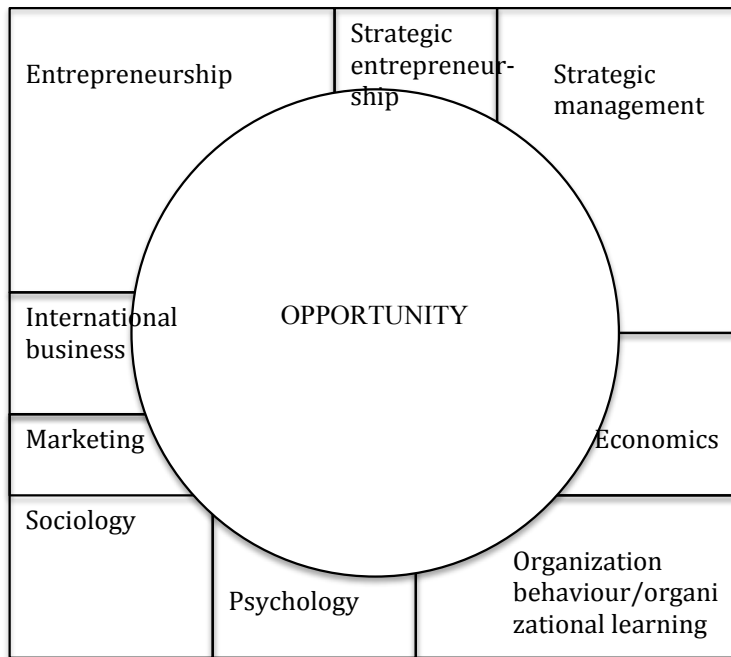 Entrepreneurship
Strategic
entrepreneur-
ship
Strategic
management
OPPORTUNITY
International
business
Marketing
Economics
Sociology
Psychology
Organization
behaviour/organi
zational learning